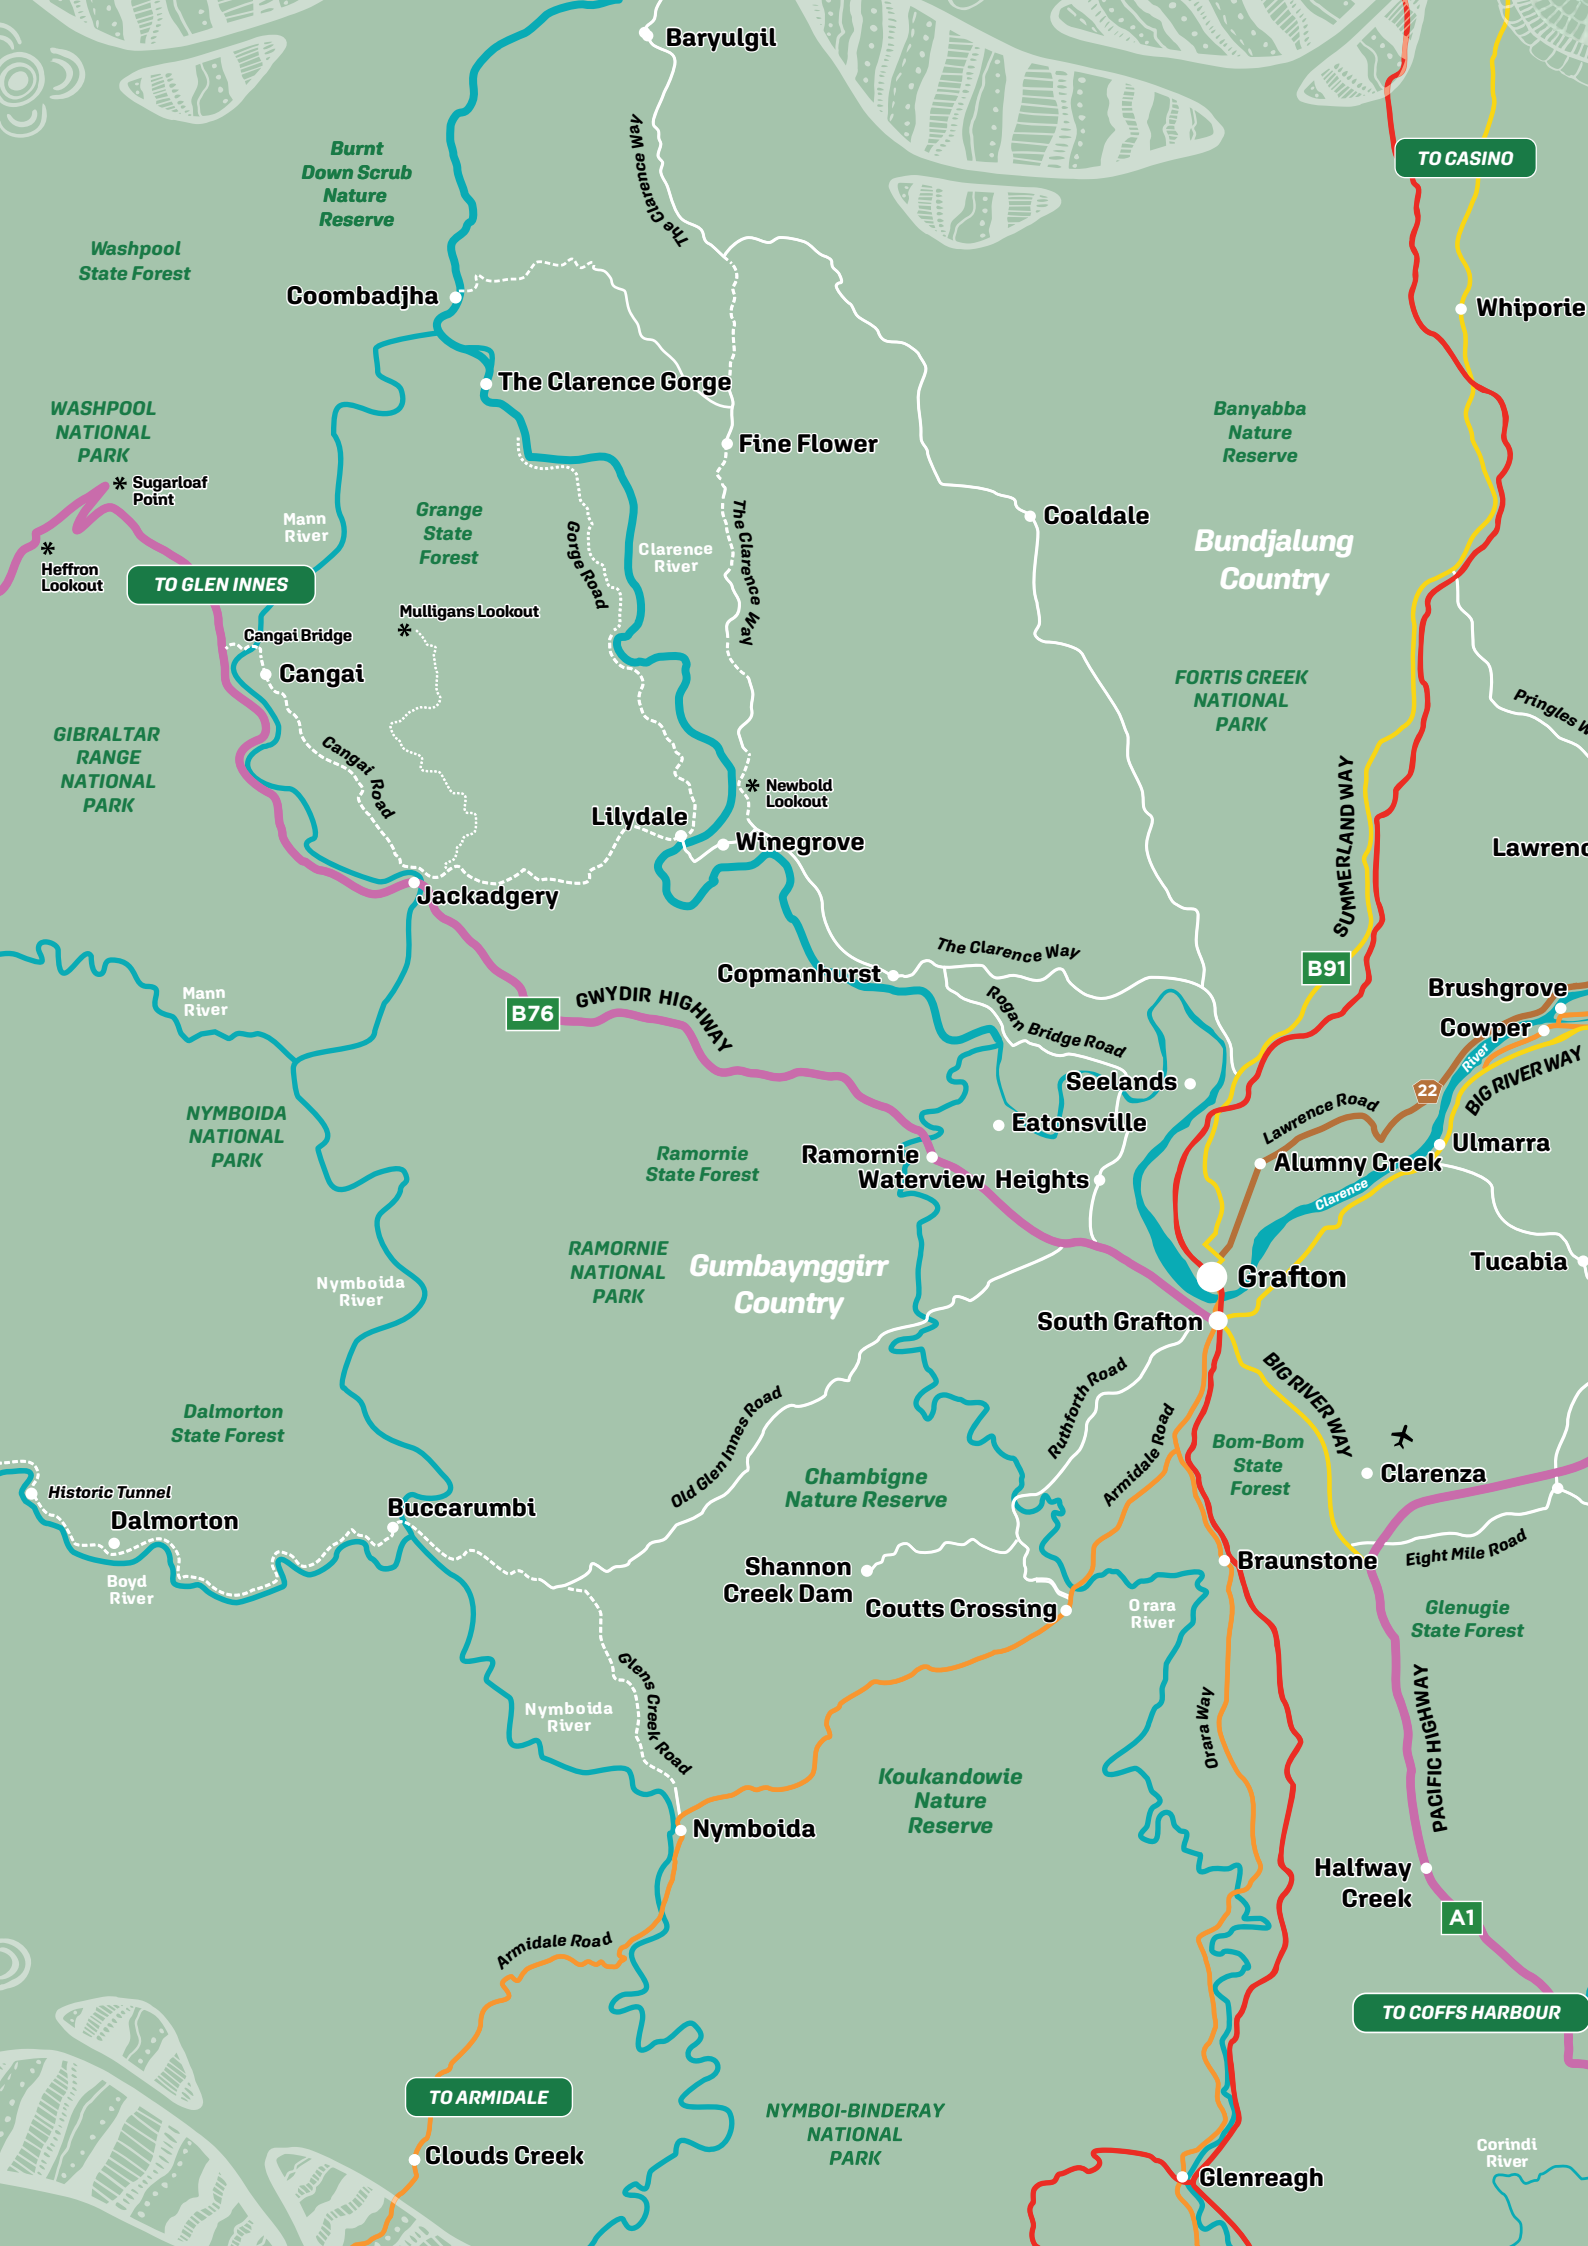 Baryulgil
The Clarence Way
Burnt
Down Scrub
Nature
Reserve
TO CASINO
Washpool
State Forest
Coombadjha
Whiporie
The Clarence Gorge
WASHPOOL
NATIONAL
PARK
Banyabba
Nature
Reserve
Fine Flower
* Sugarloaf
Point
Grange
State
Forest
Mann
River
Coaldale
The Clarence Way
Gorge Road
Clarence
River
Bundjalung
Country
*
Heffron
Lookout
TO GLEN INNES
Mulligans Lookout
*
Cangai Bridge
Cangai
FORTIS CREEK
NATIONAL
PARK
Pringles W
GIBRALTAR
RANGE
NATIONAL
PARK
Cangai Road
SUMMERLAND WAY
* Newbold
Lookout
Lilydale
Winegrove
Lawrenc
Jackadgery
The Clarence Way
Copmanhurst
B91
Brushgrove
Mann
River
B76
GWYDIR HIGHWAY
Rogan Bridge Road
Cowper
River
BIG RIVER WAY
Seelands
22
Lawrence Road
NYMBOIDA
NATIONAL
PARK
Eatonsville
Ulmarra
Ramornie
State Forest
Ramornie
Alumny Creek
Waterview Heights
Clarence
RAMORNIE
NATIONAL
PARK
Gumbaynggirr
Country
Tucabia
Grafton
Nymboida
River
South Grafton
BIG RIVER WAY
Ruthforth Road
Old Glen Innes Road
Armidale Road
Dalmorton
State Forest
Bom-Bom
State
Forest
Clarenza
Chambigne
Nature Reserve
Historic Tunnel
Dalmorton
Buccarumbi
Eight Mile Road
Braunstone
Shannon
Creek Dam
Boyd
River
Coutts Crossing
Orara
River
Glenugie
State Forest
Glens Creek Road
Nymboida
River
Orara Way
PACIFIC HIGHWAY
Koukandowie
Nature
Reserve
Nymboida
Halfway
Creek
A1
Armidale Road
TO COFFS HARBOUR
TO ARMIDALE
NYMBOI-BINDERAY
NATIONAL
PARK
Clouds Creek
Corindi
River
Glenreagh